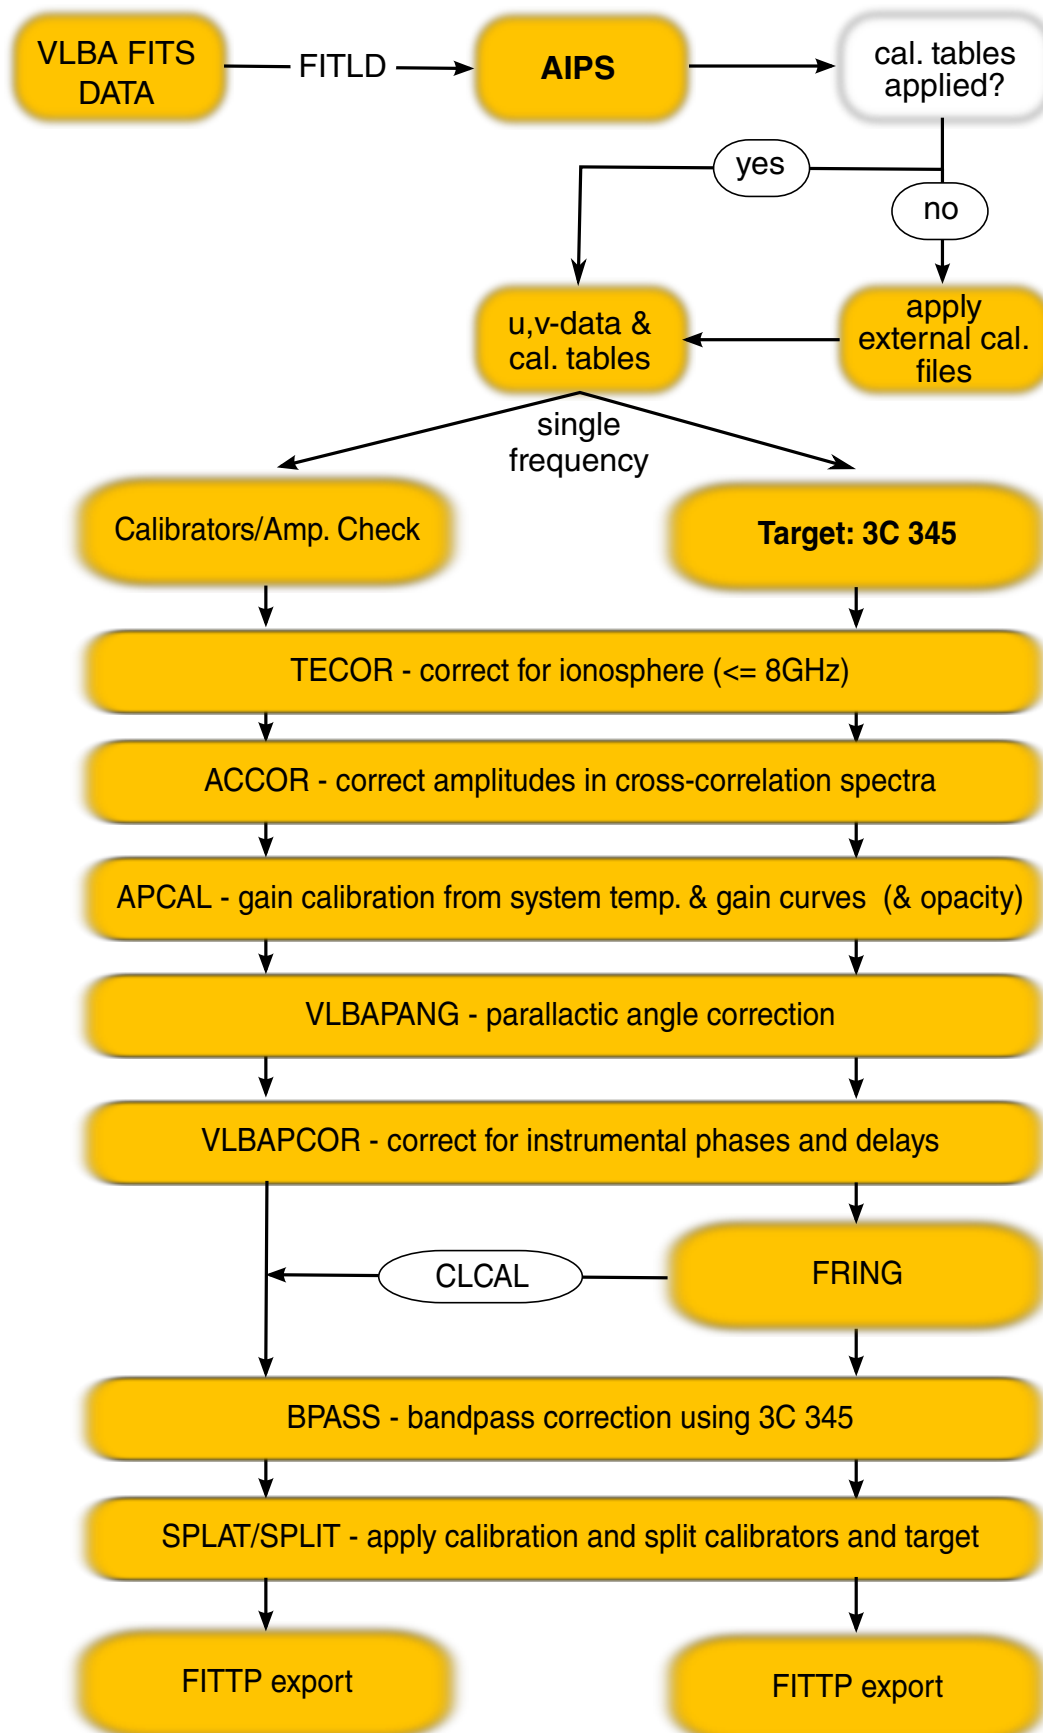 VLBA FITS
DATA
FITLD
AIPS
cal. tables
applied?
yes
no
u,v-data &
cal. tables
apply
external cal.
files
single
frequency
Calibrators/Amp. Check
Target: 3C 345
TECOR - correct for ionosphere (<= 8GHz)
ACCOR - correct amplitudes in cross-correlation spectra
APCAL - gain calibration from system temp. & gain curves (& opacity)
VLBAPANG - parallactic angle correction
VLBAPCOR - correct for instrumental phases and delays
CLCAL
FRING
BPASS - bandpass correction using 3C 345
SPLAT/SPLIT - apply calibration and split calibrators and target
FITTP export
FITTP export